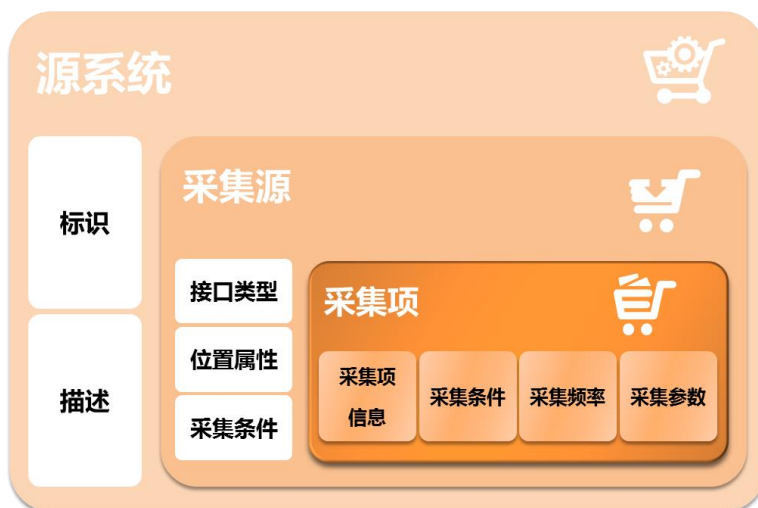 源系统
标识
描述
采集源
接口类型
位置属性
采集条件
采集项
采集项
信息
采集条件
采集频率
采集参数